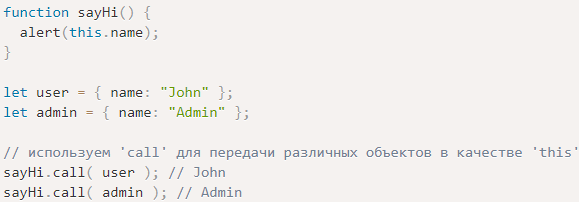 function sayHi() {
  alert(this.name);
}

let user = { name: "John" };
let admin = { name: "Admin" };

// используем 'call' для передачи различных объектов в качестве 'this'
sayHi.call( user ); // John
sayHi.call( admin ); // Admin